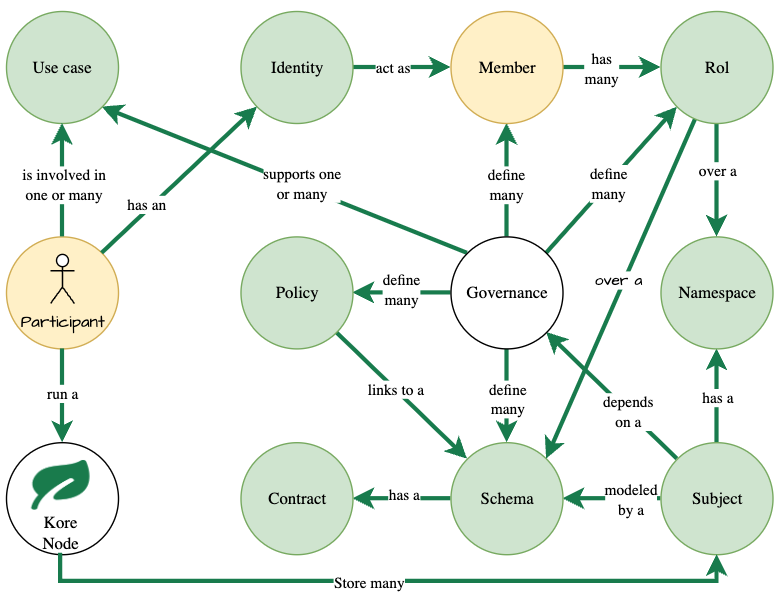 Use case
Identity
act as
Member
has
many
Rol
is involved in
one or many
has an
supports one
or many
define
many
define
many
over a
Participant
Policy
define
many
Governance
over a
Namespace
run a
links to a
define
many
depends
on a
has a
Kore
Node
Contract
has a
Schema
modeled
by a
Subject
Store many